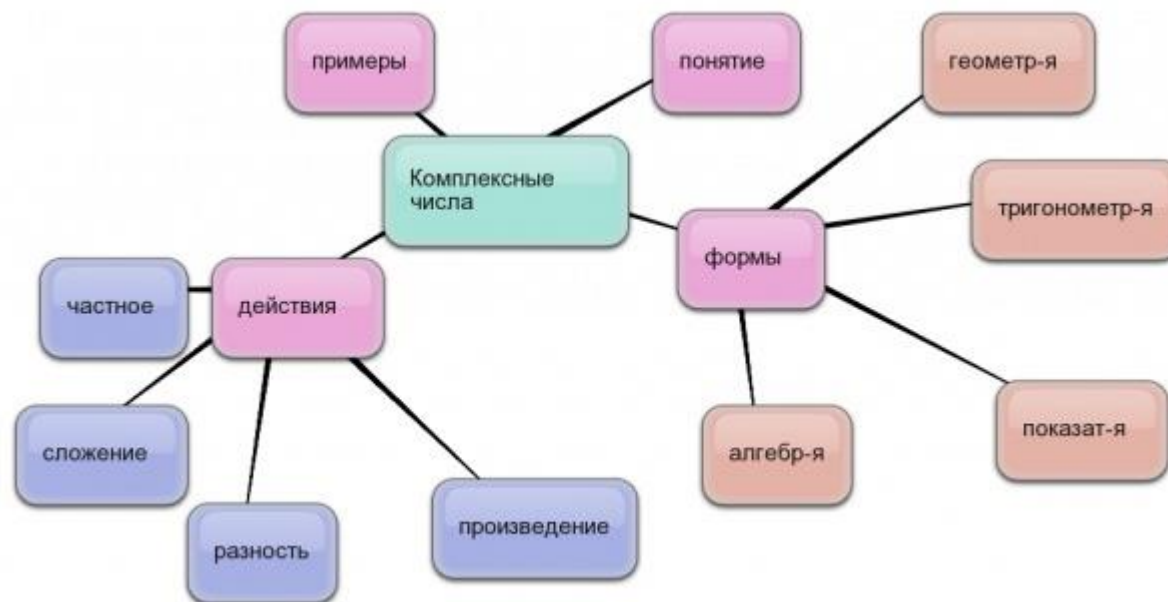 примеры
понятие
геометр-я
Комплексные
числа
тригонометр-я
формы
частное
действия
показат-я
алгебр-я
сложение
произведение
разность